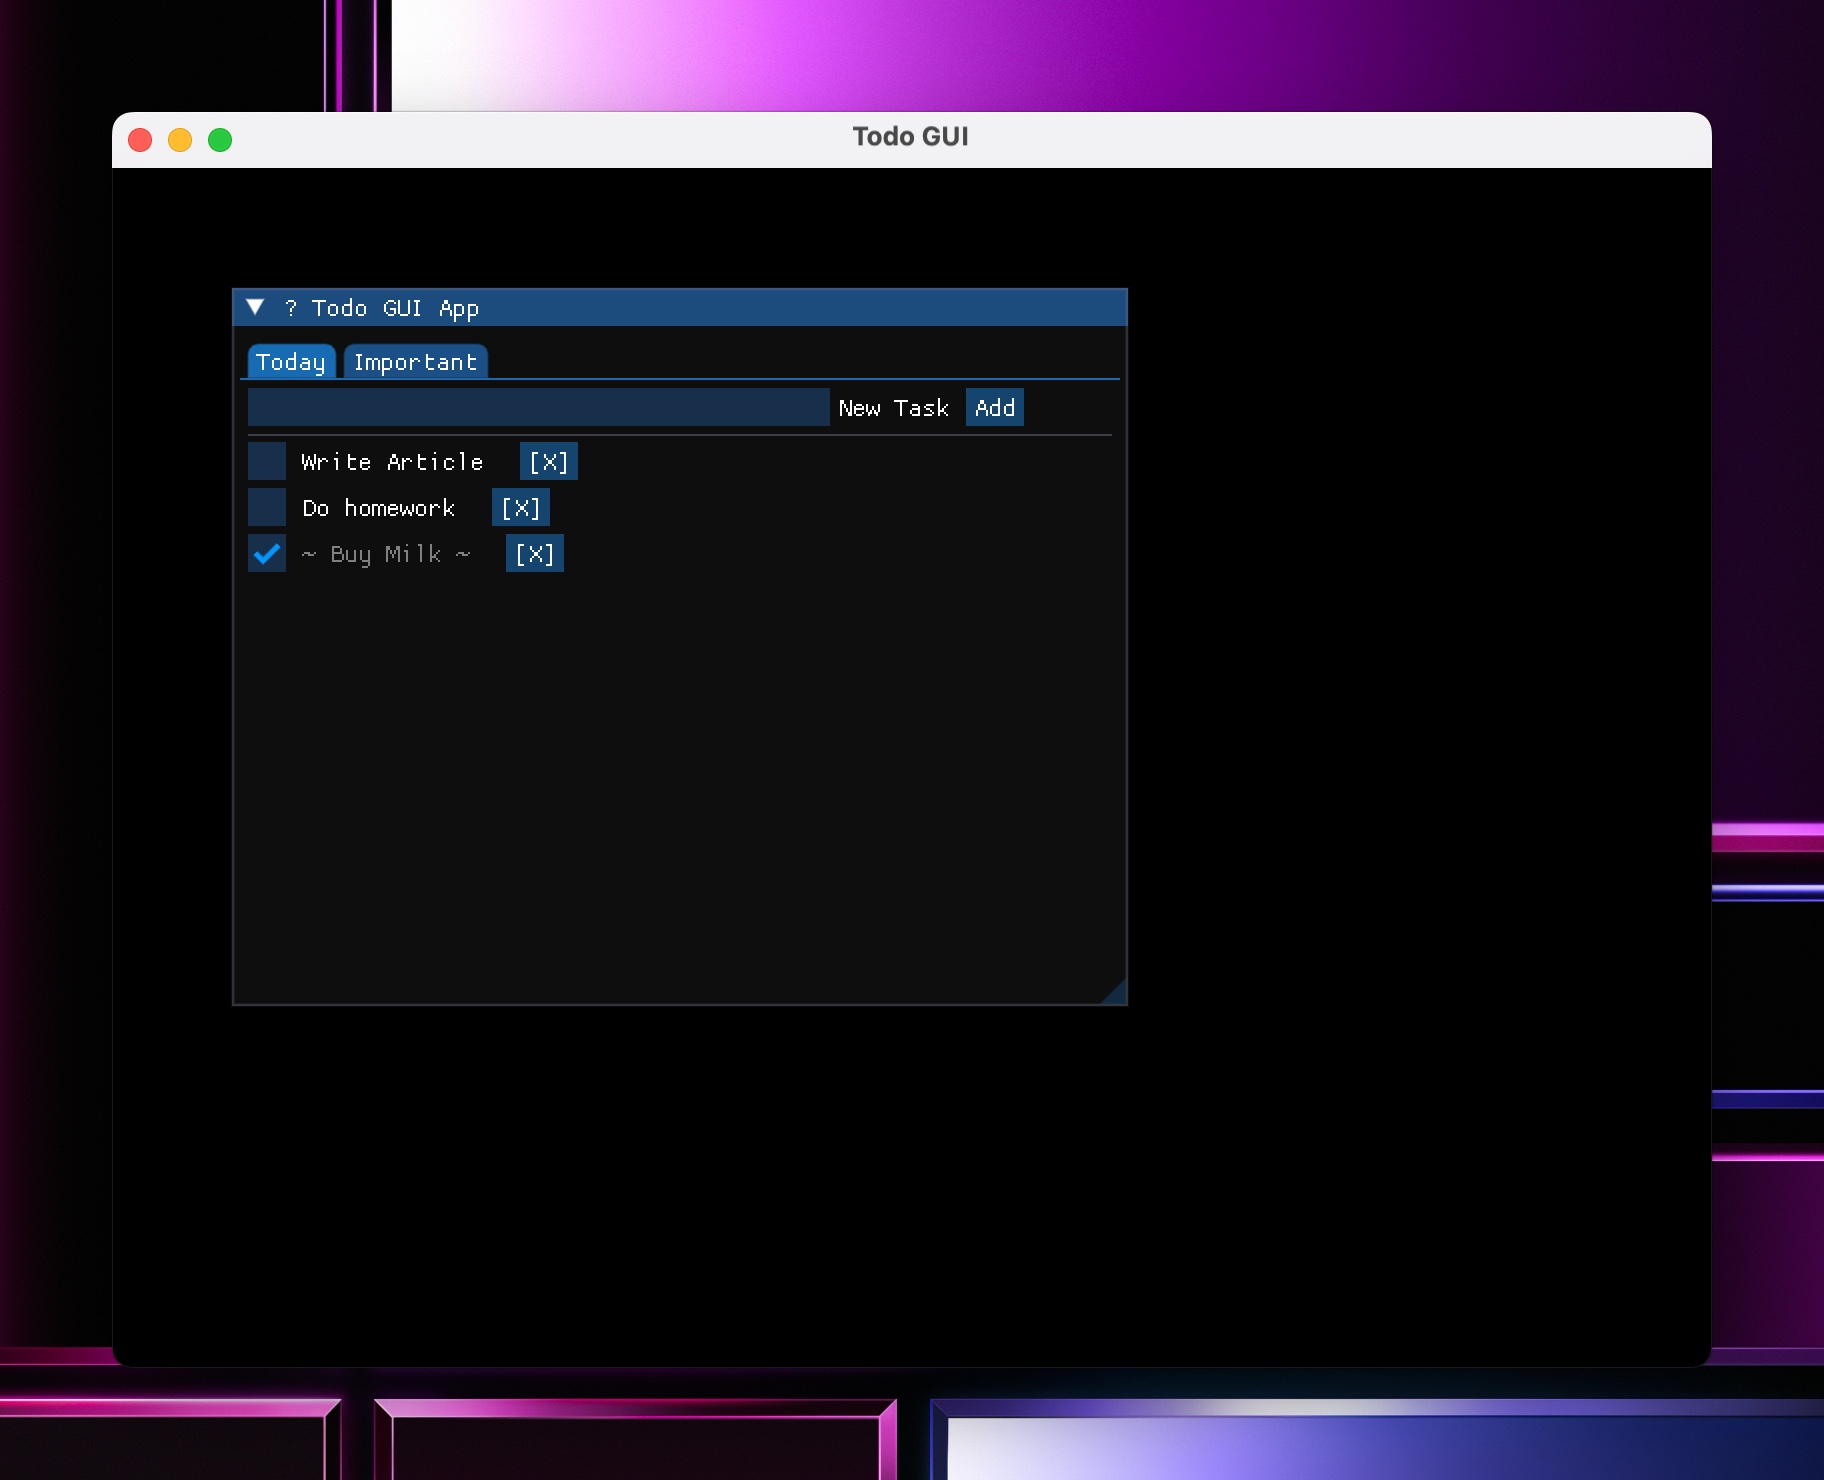 Todo GUI
? Todo GUI App
Today Important
New Task Add
Write Article [X]
Do homework [X]
~ Buy Milk ~ [X]